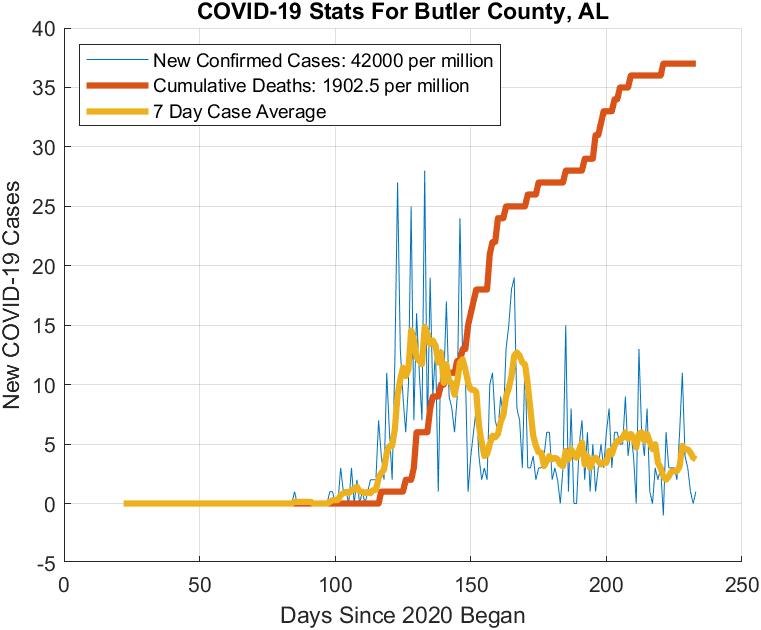 COVID-19 Stats For Butler County, AL
40
35
30
25
20
15
10
5
0
-5
New COVID-19 Cases
New Confirmed Cases: 42000 per million
Cumulative Deaths: 1902.5 per million
7 Day Case Average
0 50 100 150 200 250
Days Since 2020 Began